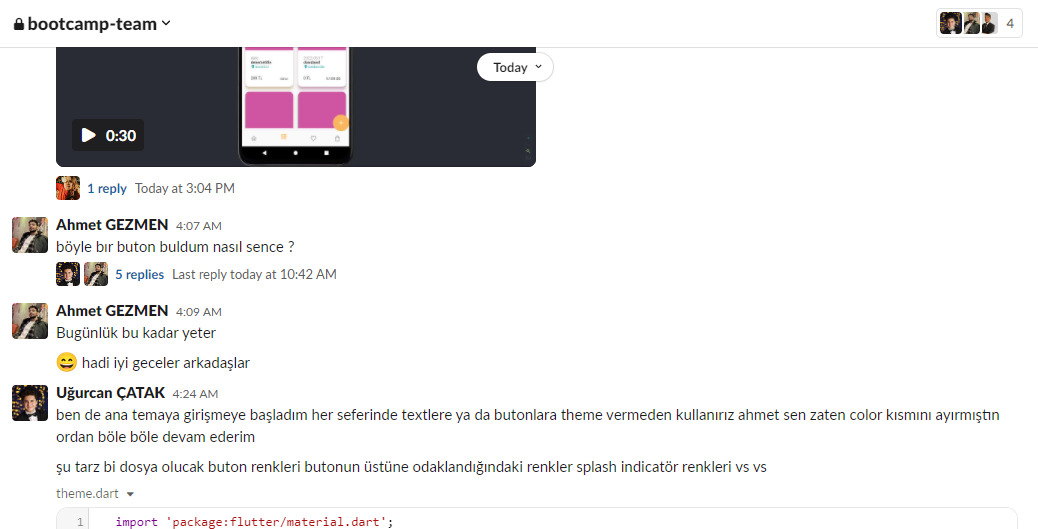 bootcamp-team
4
Today
0:30
1 reply Today at 3:04 PM
Ahmet GEZMEN 4:07 AM
böyle bır buton buldum nasıl sence ?
5 replies Last reply today at 10:42 AM
Ahmet GEZMEN 4:09 AM
Bugünlük bu kadar yeter
hadi iyi geceler arkadaşlar
Uğurcan ÇATAK 4:24 AM
ben de ana temaya girişmeye başladım her seferinde textlere ya da butonlara theme vermeden kullanırız ahmet sen zaten color kısmını ayırmıştın
ordan böle böle devam ederim
şu tarz bi dosya olucak buton renkleri butonun üstüne odaklandığındaki renkler splash indicatör renkleri vs vs
theme.dart
1 import 'package:flutter/material.dart';